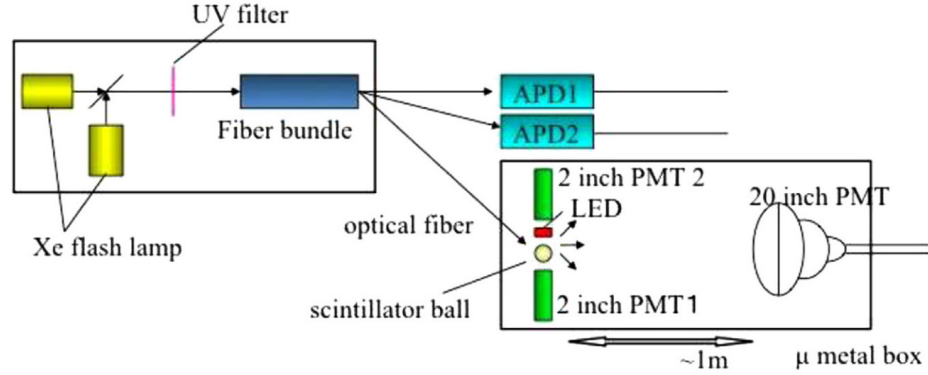 UV filter
APD1
Fiber bundle
APD2
2 inch PMT 2
LED
20 inch PMT
optical fiber
Xe flash lamp
scintillator ball
2 inch PMT1
~1m
μ metal box